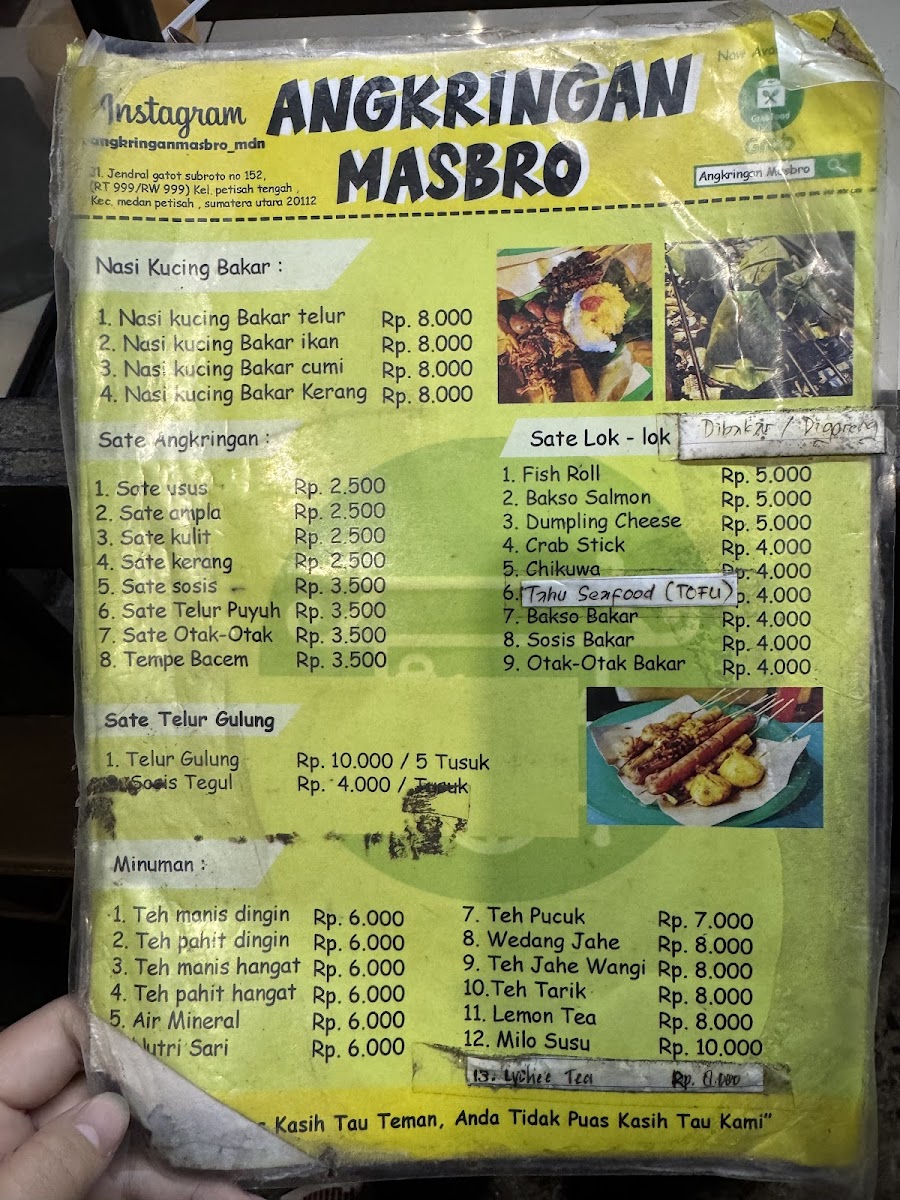 Instagram
angkringanmasbro_mdn
Jl. Jendral gatot subroto no 152,
(RT 999/RW 999) Kel. petisah tengah ,
Kec. medan petisah , sumatera utara 20112
ANGKRINGAN
MASBRO
Now
GrabFood
Grab
Angkringan Masbro
Nasi Kucing Bakar :
1. Nasi kucing Bakar telur Rp. 8.000
2. Nasi kucing Bakar ikan Rp. 8.000
3. Nasi kucing Bakar cumi Rp. 8.000
4. Nasi kucing Bakar Kerang Rp. 8.000
Sate Angkringan :
1. Sate usus Rp. 2.500
2. Sate ampla Rp. 2.500
3. Sate kulit Rp. 2.500
4. Sate kerang Rp. 2.500
5. Sate sosis Rp. 3.500
6. Sate Telur Puyuh Rp. 3.500
7. Sate Otak-Otak Rp. 3.500
8. Tempe Bacem Rp. 3.500
Sate Lok - lok Dibakar / Digoreng
1. Fish Roll Rp. 5.000
2. Bakso Salmon Rp. 5.000
3. Dumpling Cheese Rp. 5.000
4. Crab Stick Rp. 4.000
5. Chikuwa Rp. 4.000
6. Tahu Seafood (TOFU) p. 4.000
7. Bakso Bakar Rp. 4.000
8. Sosis Bakar Rp. 4.000
9. Otak-Otak Bakar Rp. 4.000
Sate Telur Gulung
1. Telur Gulung Rp. 10.000 / 5 Tusuk
Sosis Tegul Rp. 4.000 / Tusuk
Minuman :
1. Teh manis dingin Rp. 6.000
2. Teh pahit dingin Rp. 6.000
3. Teh manis hangat Rp. 6.000
4. Teh pahit hangat Rp. 6.000
5. Air Mineral Rp. 6.000
Nutri Sari Rp. 6.000
7. Teh Pucuk Rp. 7.000
8. Wedang Jahe Rp. 8.000
9. Teh Jahe Wangi Rp. 8.000
10.Teh Tarik Rp. 8.000
11. Lemon Tea Rp. 8.000
12. Milo Susu Rp. 10.000
13. Lychee Tea Rp.
Kasih Tau Teman, Anda Tidak Puas Kasih Tau Kami"